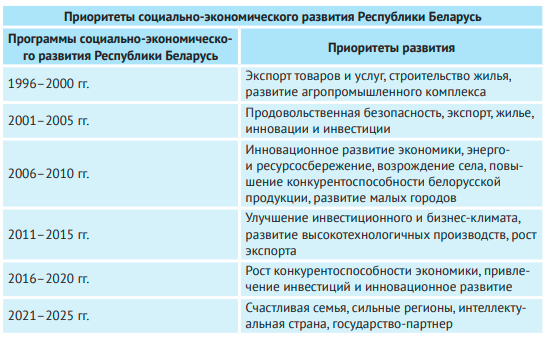 Приоритеты социально-экономического развития Республики Беларусь
Программы социально-экономическо-
го развития Республики Беларусь
Приоритеты развития
1996–2000 гг.
Экспорт товаров и услуг, строительство жилья,
развитие агропромышленного комплекса
2001–2005 гг.
Продовольственная безопасность, экспорт, жилье,
инновации и инвестиции
2006–2010 гг.
Инновационное развитие экономики, энерго-
и ресурсосбережение, возрождение села, повы-
шение конкурентоспособности белорусской
продукции, развитие малых городов
2011–2015 гг.
Улучшение инвестиционного и бизнес-климата,
развитие высокотехнологичных производств, рост
экспорта
2016–2020 гг.
Рост конкурентоспособности экономики, привле-
чение инвестиций и инновационное развитие
2021–2025 гг.
Счастливая семья, сильные регионы, интеллекту-
альная страна, государство-партнер